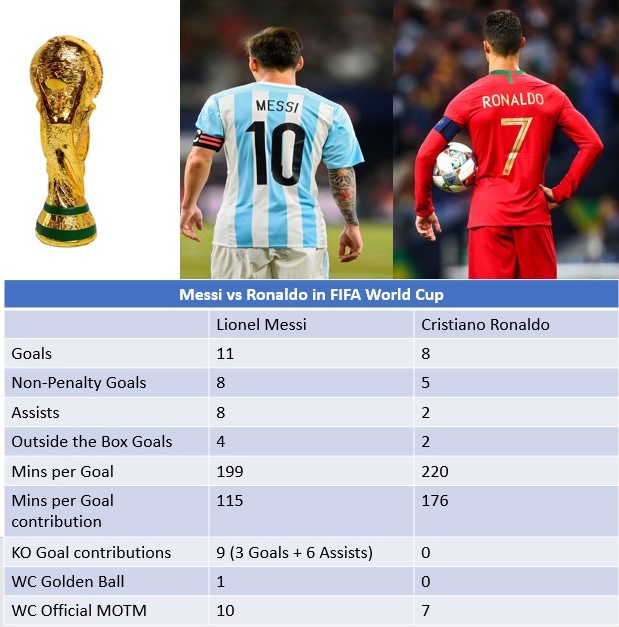 MESSI
10
RONALDO
7
Messi vs Ronaldo in FIFA World Cup
Lionel Messi Cristiano Ronaldo
Goals 11 8
Non-Penalty Goals 8 5
Assists 8 2
Outside the Box Goals 4 2
Mins per Goal 199 220
Mins per Goal 115 176
contribution
KO Goal contributions 9 (3 Goals + 6 Assists) 0
WC Golden Ball 1 0
WC Official MOTM 10 7